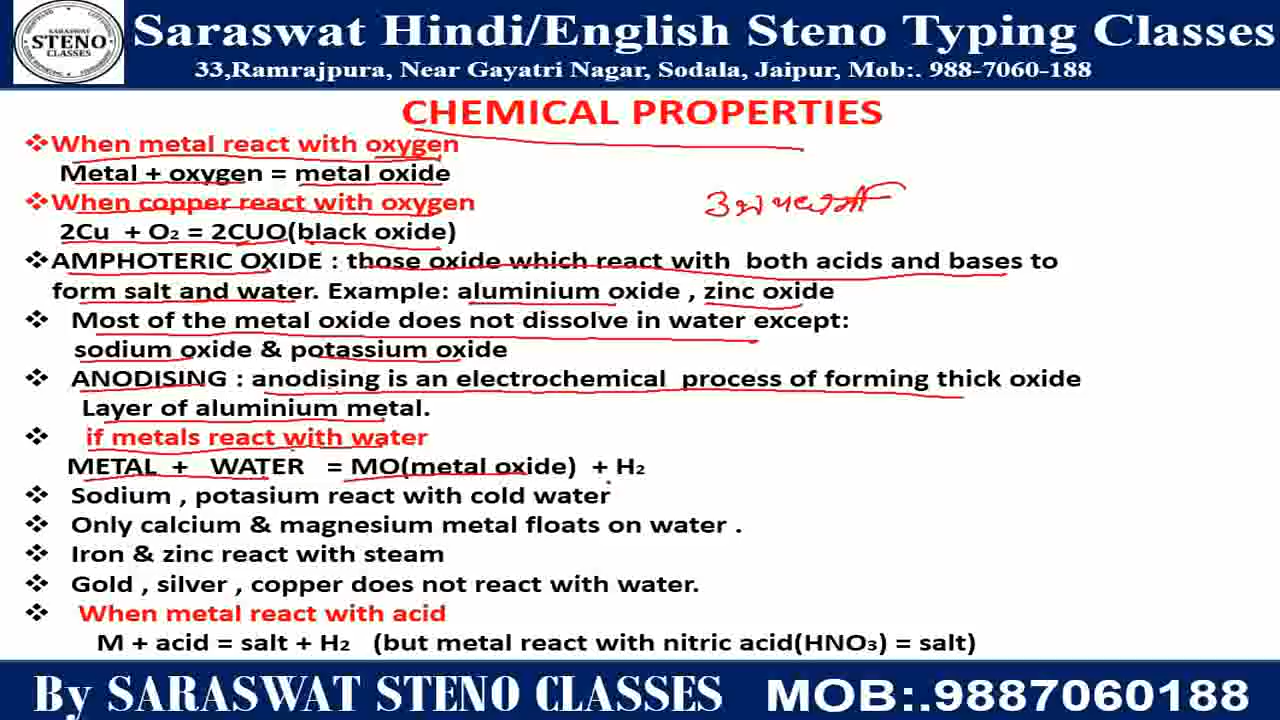 SARASWAT
STENO
CLASSES
Saraswat Hindi/English Steno Typing Classes
33,Ramrajpura, Near Gayatri Nagar, Sodala, Jaipur, Mob:. 988-7060-188
CHEMICAL PROPERTIES
❖When metal react with oxygen
Metal + oxygen = metal oxide
❖When copper react with oxygen
उभयधर्मी
2Cu + O₂ = 2CUO(black oxide)
❖AMPHOTERIC OXIDE : those oxide which react with both acids and bases to
form salt and water. Example: aluminium oxide , zinc oxide
❖ Most of the metal oxide does not dissolve in water except:
sodium oxide & potassium oxide
❖ ANODISING : anodising is an electrochemical process of forming thick oxide
Layer of aluminium metal.
❖ if metals react with water
METAL + WATER = MO(metal oxide) + H₂
❖ Sodium , potasium react with cold water
❖ Only calcium & magnesium metal floats on water .
❖ Iron & zinc react with steam
❖ Gold , silver , copper does not react with water.
❖ When metal react with acid
M + acid = salt + H₂ (but metal react with nitric acid(HNO₃) = salt)
By SARASWAT STENO CLASSES MOB:.9887060188